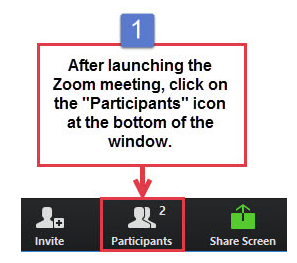 1
After launching the
Zoom meeting, click on
the "Participants" icon
at the bottom of the
window.
2
Invite
Participants
Share Screen